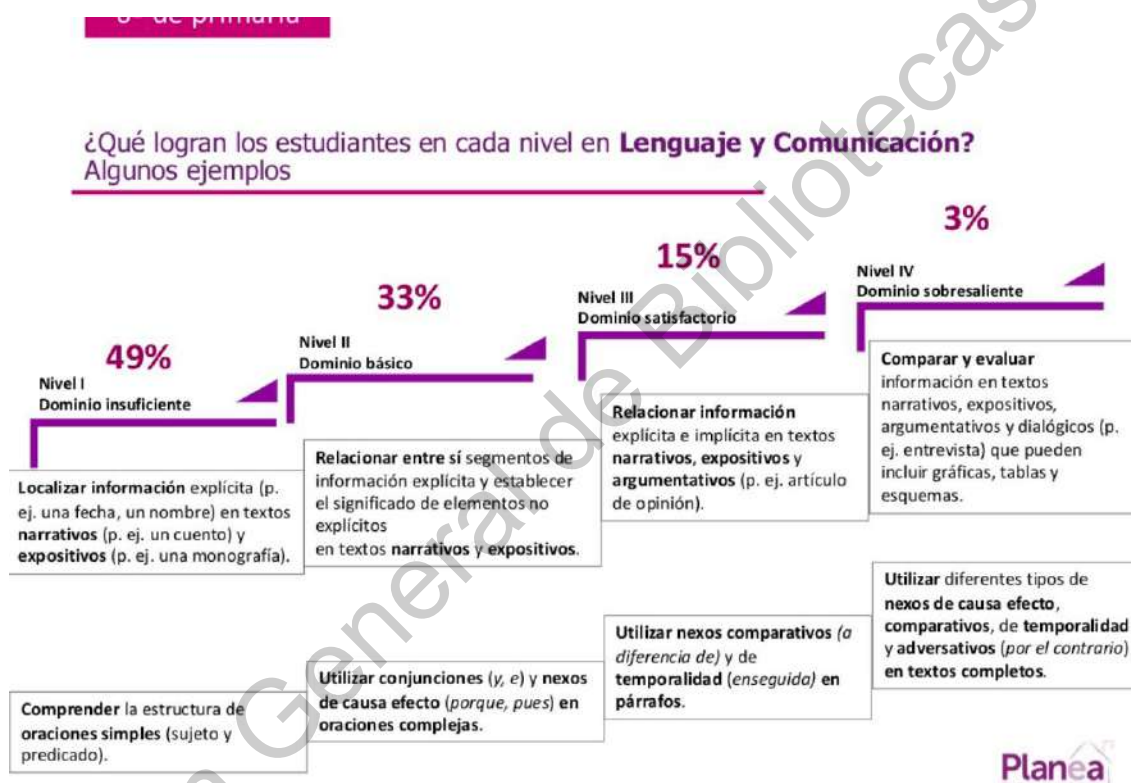 6º de primaria
¿Qué logran los estudiantes en cada nivel en Lenguaje y Comunicación?
Algunos ejemplos
49%
Nivel I
Dominio insuficiente
Localizar información explícita (p.
ej. una fecha, un nombre) en textos
narrativos (p. ej. un cuento) y
expositivos (p. ej. una monografía).
Comprender la estructura de
oraciones simples (sujeto y
predicado).
33%
Nivel II
Dominio básico
Relacionar entre sí segmentos de
información explícita y establecer
el significado de elementos no
explícitos
en textos narrativos y expositivos.
Utilizar conjunciones (y, e) y nexos
de causa efecto (porque, pues) en
oraciones complejas.
15%
Nivel III
Dominio satisfactorio
Relacionar información
explícita e implícita en textos
narrativos, expositivos y
argumentativos (p. ej. artículo
de opinión).
Utilizar nexos comparativos (a
diferencia de) y de
temporalidad (enseguida) en
párrafos.
3%
Nivel IV
Dominio sobresaliente
Comparar y evaluar
información en textos
narrativos, expositivos,
argumentativos y dialógicos (p.
ej. entrevista) que pueden
incluir gráficas, tablas y
esquemas.
Utilizar diferentes tipos de
nexos de causa efecto,
comparativos, de temporalidad
y adversativos (por el contrario)
en textos completos.
Planea
General de Bibliotecas